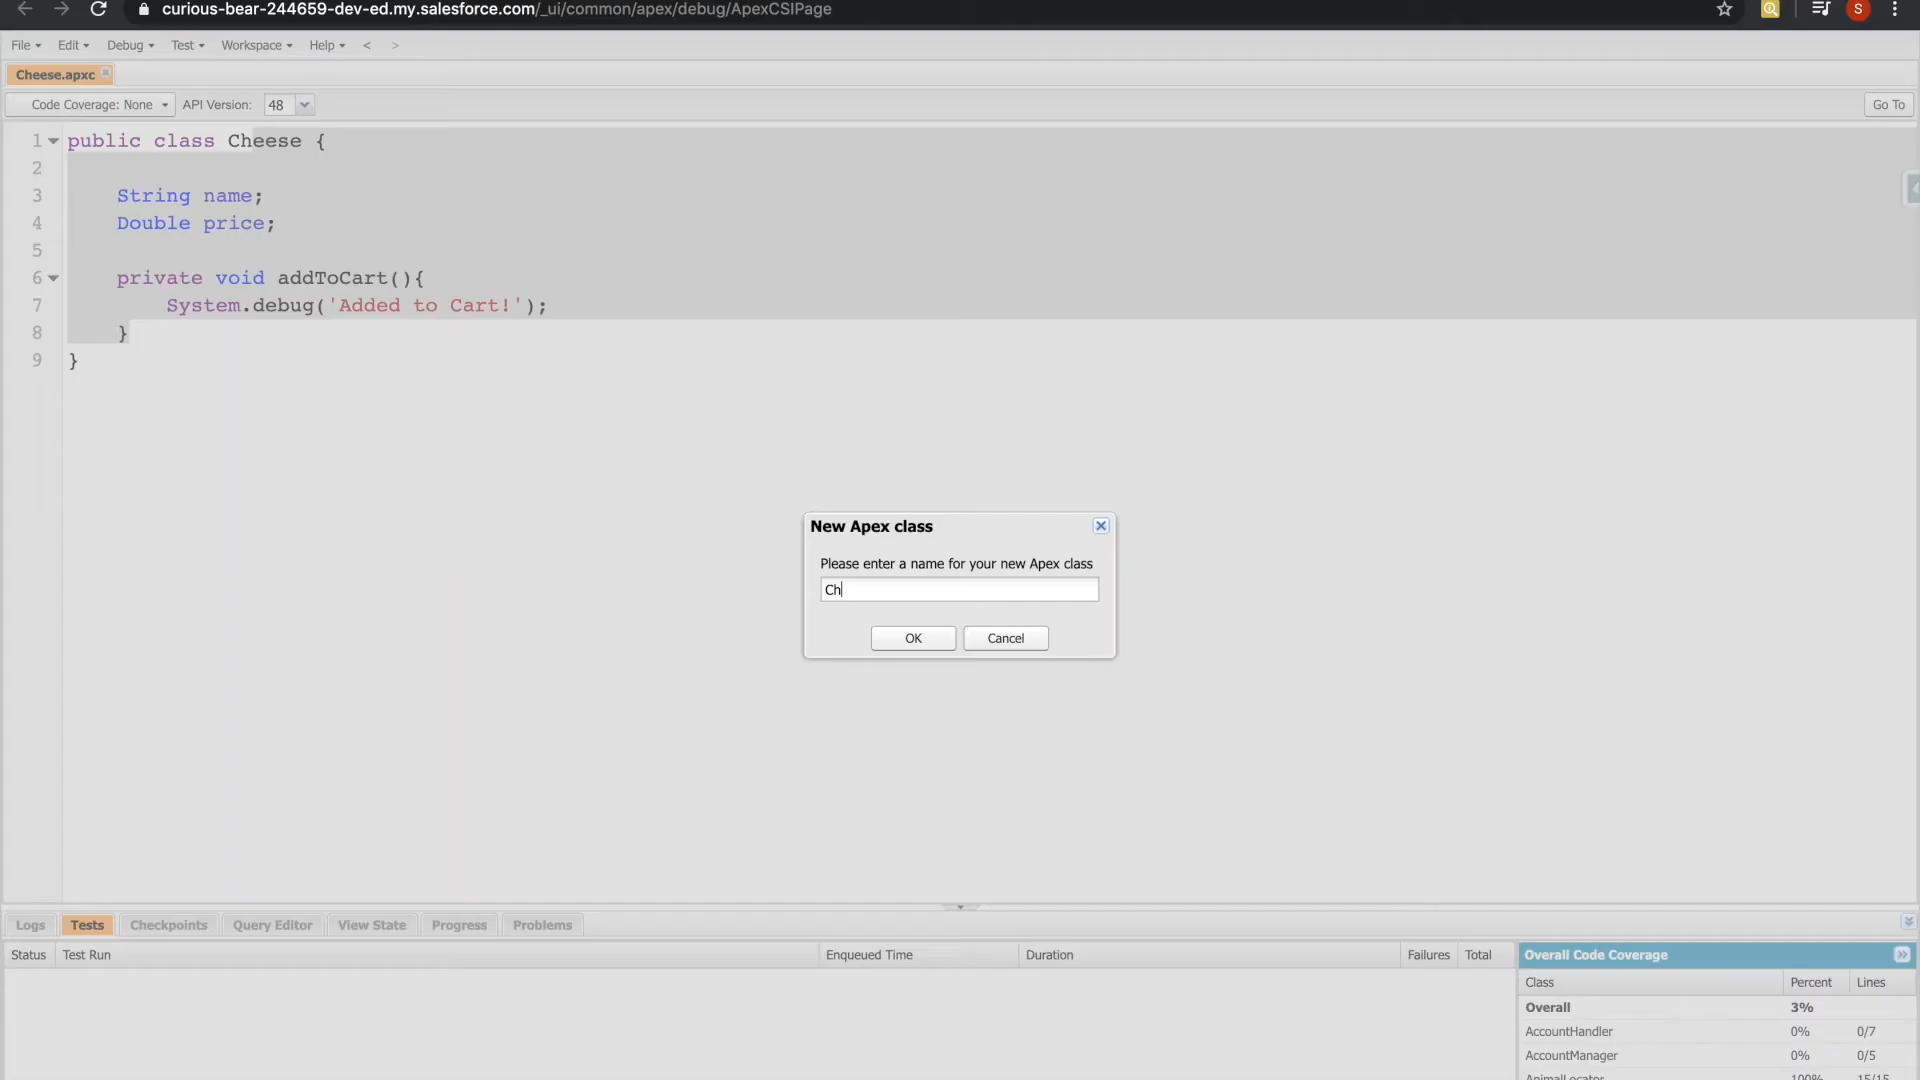 curious-bear-244659-dev-ed.my.salesforce.com/_ui/common/apex/debug/ApexCSIPage
S
File Edit Debug Test Workspace Help < >
Cheese.apxc
Code Coverage: None API Version: 48 Go To
1 public class Cheese {
2
3 String name;
4 Double price;
5
6 private void addToCart(){
7 System.debug('Added to Cart!');
8 }
9 }
New Apex class
Please enter a name for your new Apex class
Ch
OK Cancel
Logs Tests Checkpoints Query Editor View State Progress Problems
Status Test Run Enqueued Time Duration Failures Total
Overall Code Coverage
Class Percent Lines
Overall 3%
AccountHandler 0% 0/7
AccountManager 0% 0/5
AnimalLocator 100% 15/15